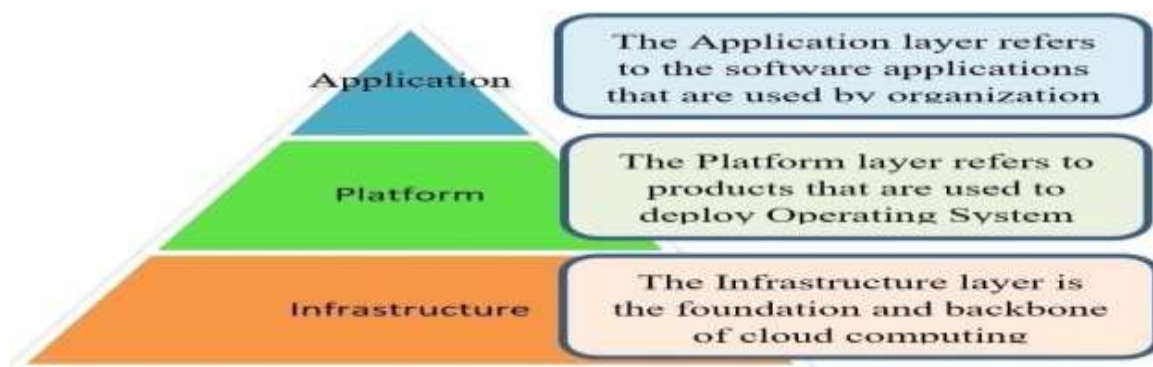 Application
The Application layer refers
to the software applications
that are used by organization
Platform
The Platform layer refers to
products that are used to
deploy Operating System
Infrastructure
The Infrastructure layer is
the foundation and backbone
of cloud computing